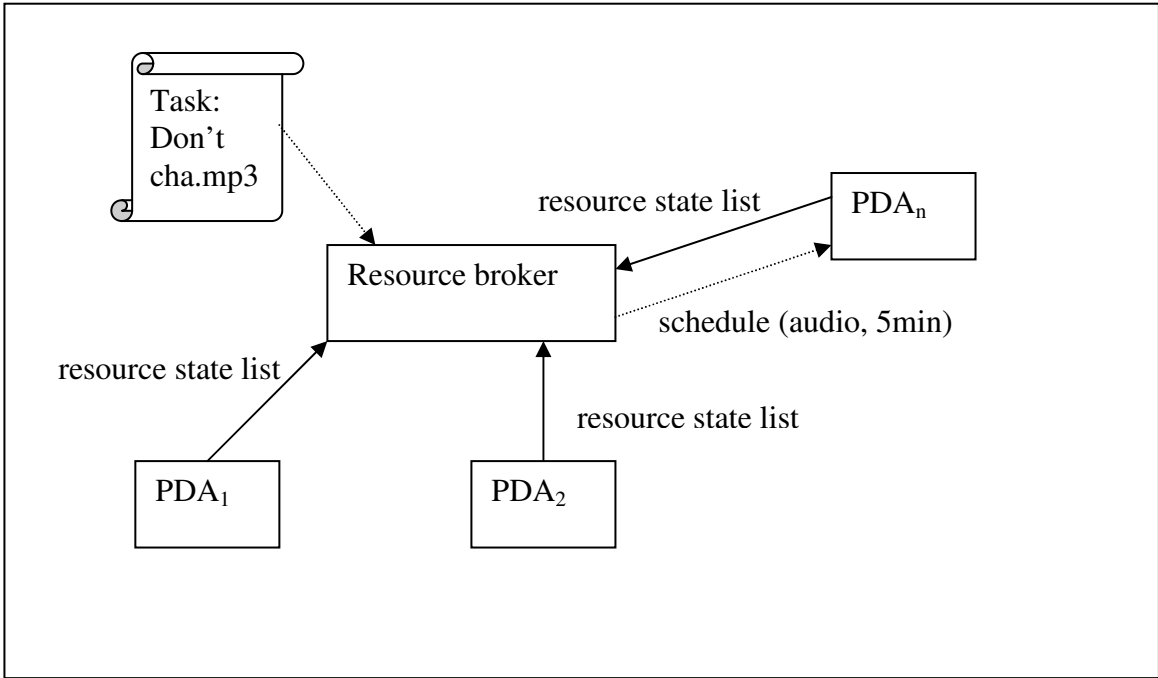 Task:
Don't
cha.mp3
resource state list
PDAn
Resource broker
schedule (audio, 5min)
resource state list
resource state list
PDA1
PDA2